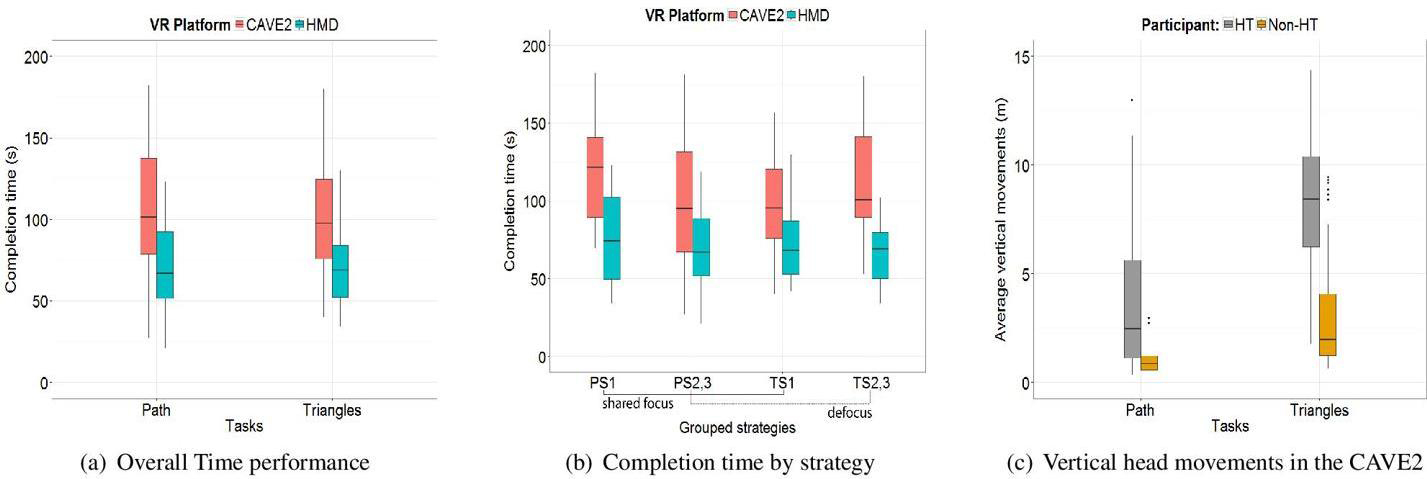 VR Platform CAVE2 HMD
200
150
100
50
0
Completion time (s)
Path Triangles
Tasks
(a) Overall Time performance
VR Platform CAVE2 HMD
200
150
100
50
0
Completion time (s)
PS1 PS2,3 TS1 TS2,3
shared focus
defocus
Grouped strategies
(b) Completion time by strategy
Participant: HT Non-HT
15
10
5
0
Average vertical movements (m)
Path Triangles
Tasks
(c) Vertical head movements in the CAVE2